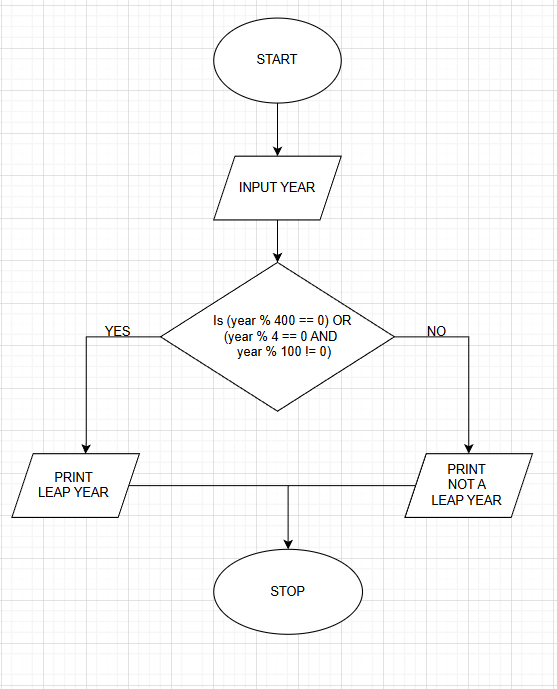 START
INPUT YEAR
Is (year % 400 == 0) OR
(year % 4 == 0 AND
year % 100 != 0)
YES
NO
PRINT
LEAP YEAR
PRINT
NOT A
LEAP YEAR
STOP